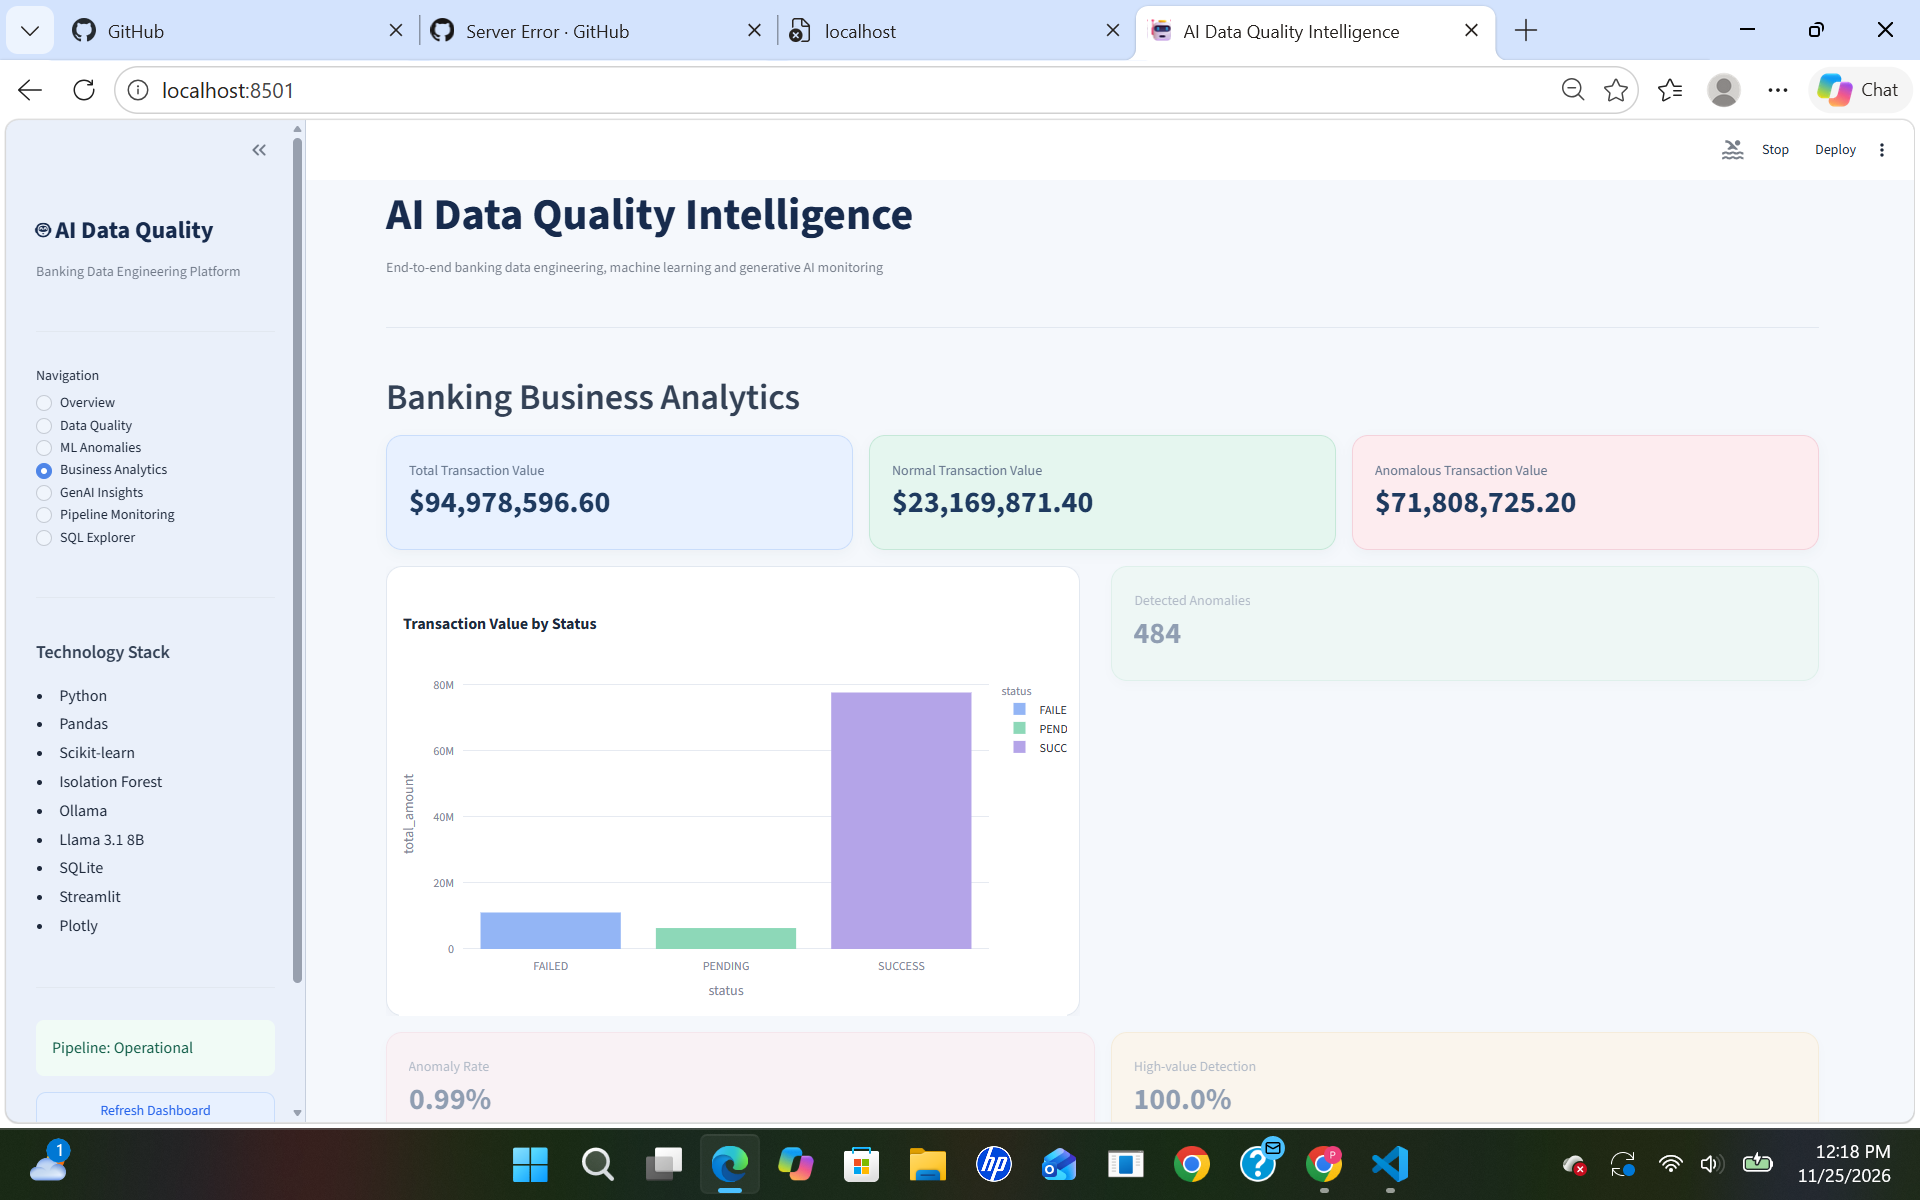 GitHub
Server Error · GitHub
localhost
AI Data Quality Intelligence
localhost:8501
Chat
Stop
Deploy
AI Data Quality
Banking Data Engineering Platform
Navigation
Overview
Data Quality
ML Anomalies
Business Analytics
GenAI Insights
Pipeline Monitoring
SQL Explorer
Technology Stack
Python
Pandas
Scikit-learn
Isolation Forest
Ollama
Llama 3.1 8B
SQLite
Streamlit
Plotly
Pipeline: Operational
Refresh Dashboard
AI Data Quality Intelligence
End-to-end banking data engineering, machine learning and generative AI monitoring
Banking Business Analytics
Total Transaction Value
$94,978,596.60
Normal Transaction Value
$23,169,871.40
Anomalous Transaction Value
$71,808,725.20
Transaction Value by Status
80M
60M
40M
20M
0
total_amount
FAILED
PENDING
SUCCESS
status
status
FAILE
PEND
SUCC
Detected Anomalies
484
Anomaly Rate
0.99%
High-value Detection
100.0%
1
hp
P
12:18 PM
11/25/2026